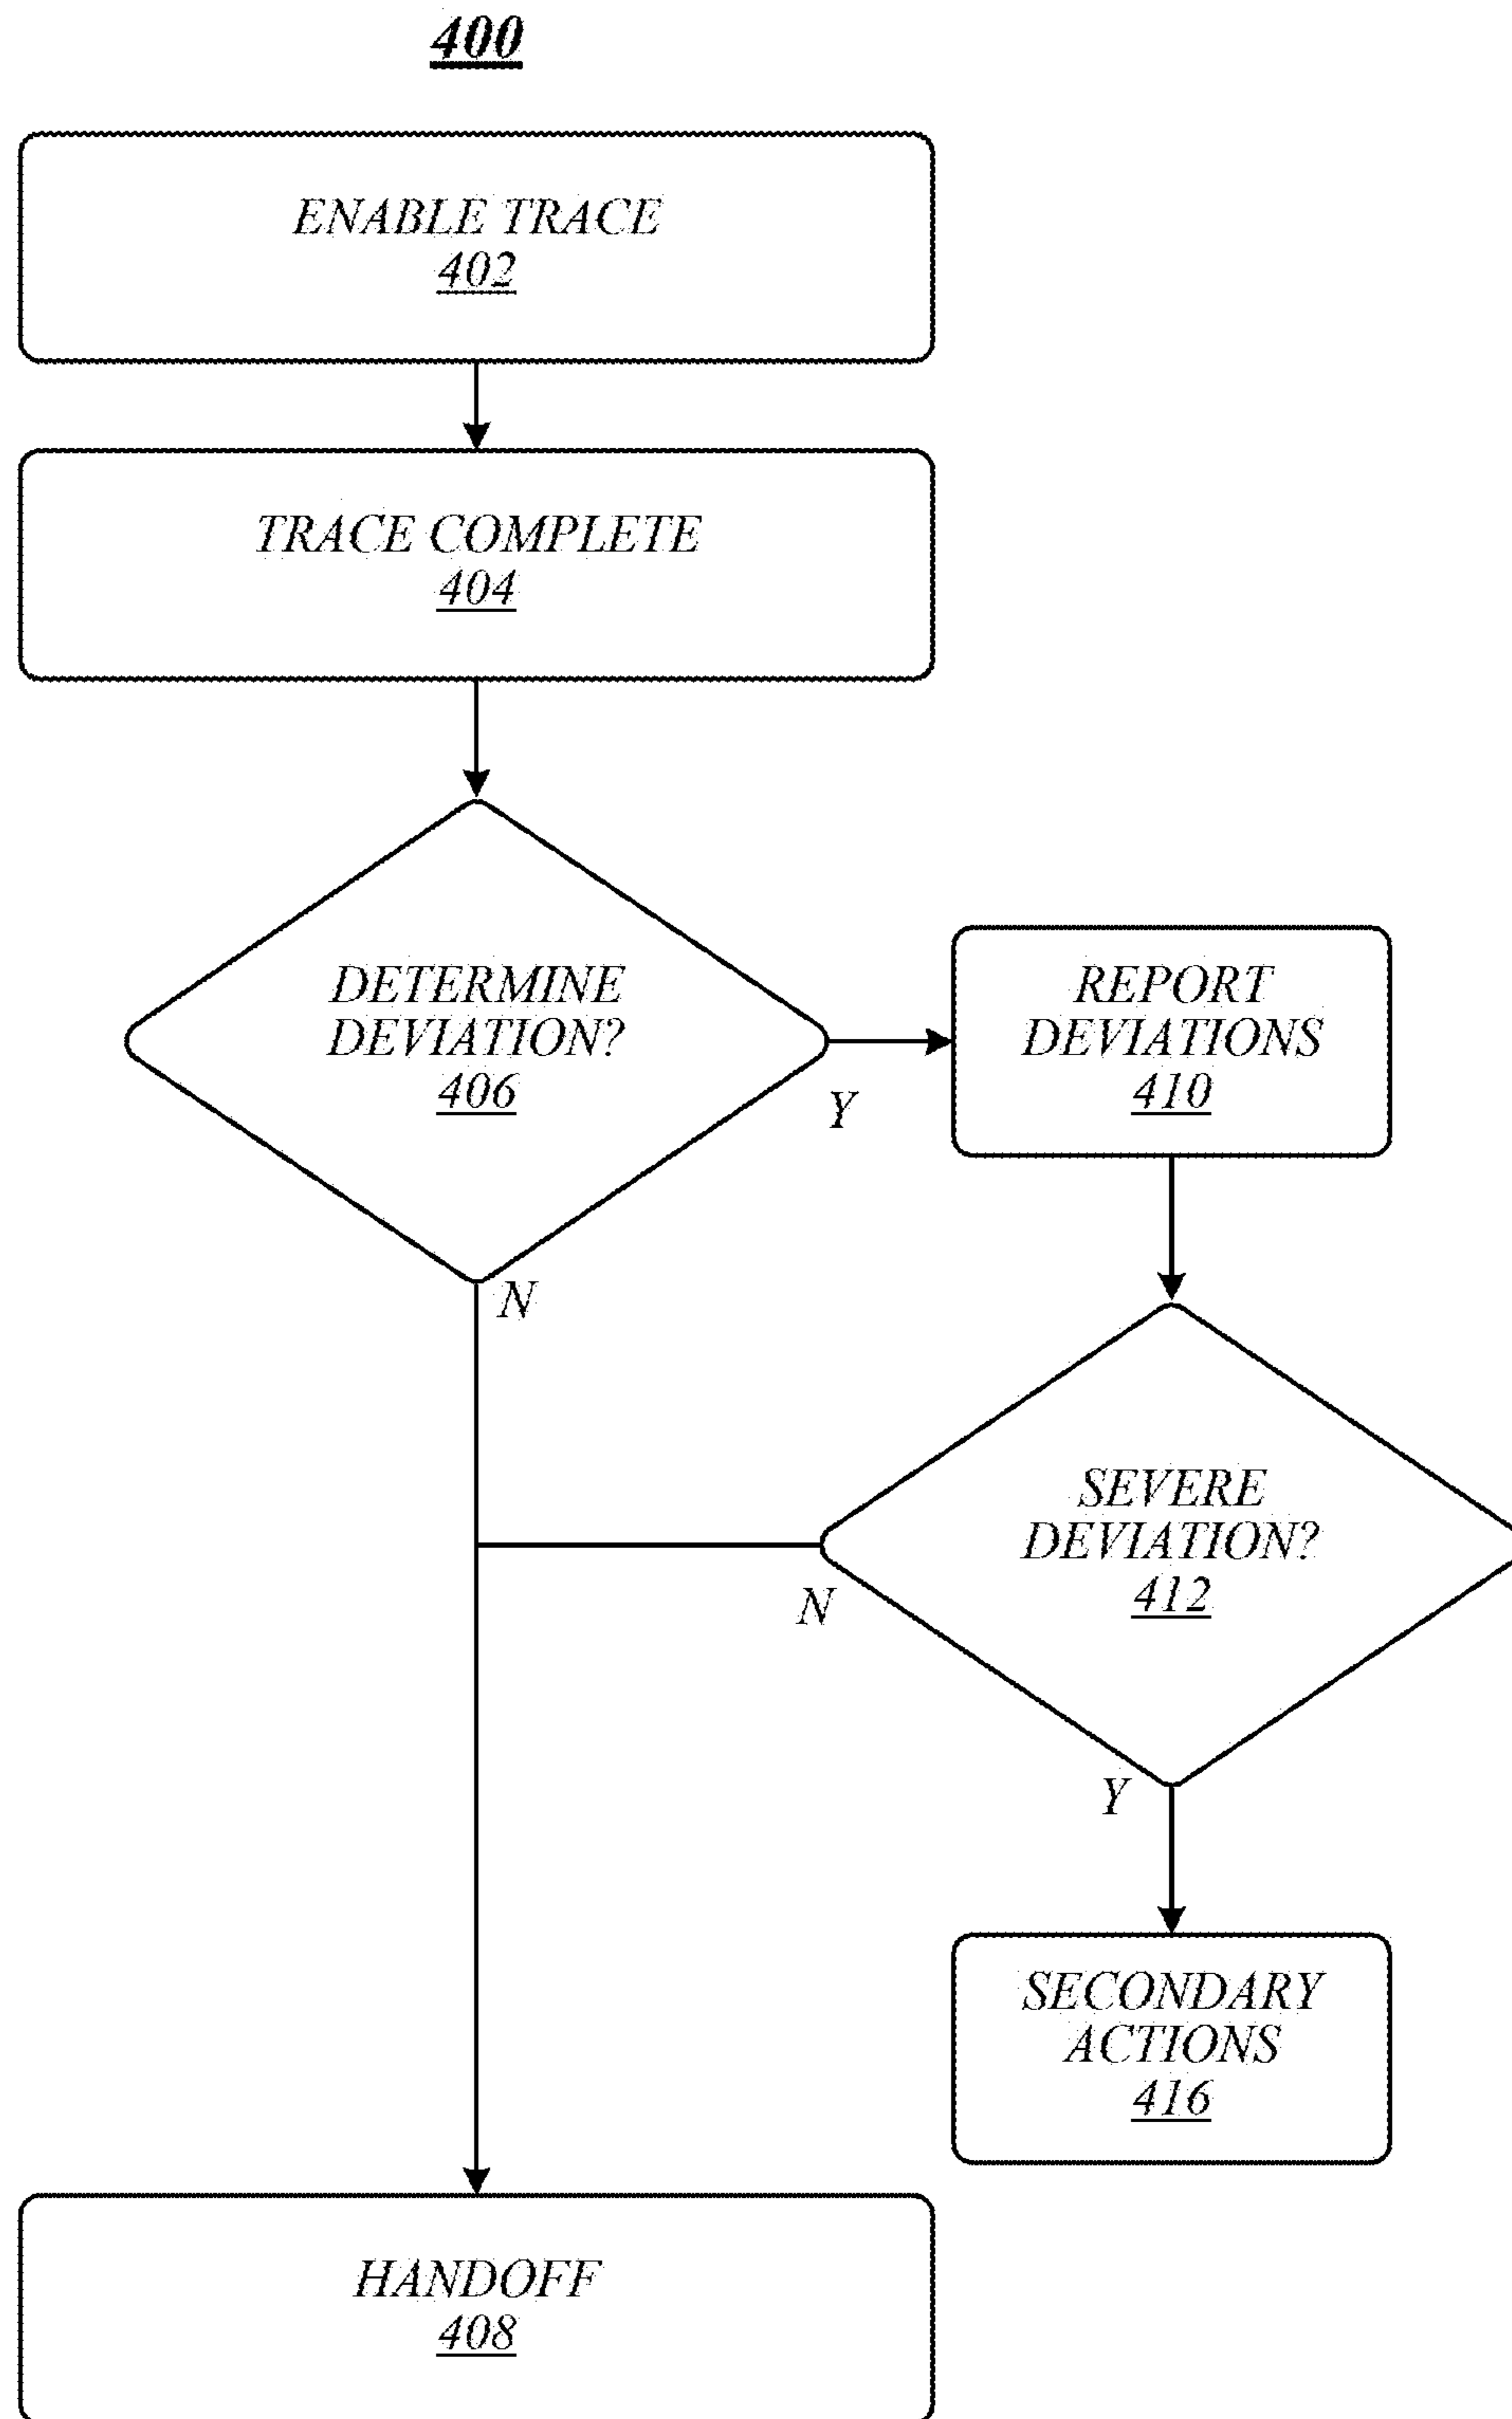 400
ENABLE TRACE
402
TRACE COMPLETE
404
DETERMINE
DEVIATION?
406
Y
N
REPORT
DEVIATIONS
410
SEVERE
DEVIATION?
412
N
Y
SECONDARY
ACTIONS
416
HANDOFF
408